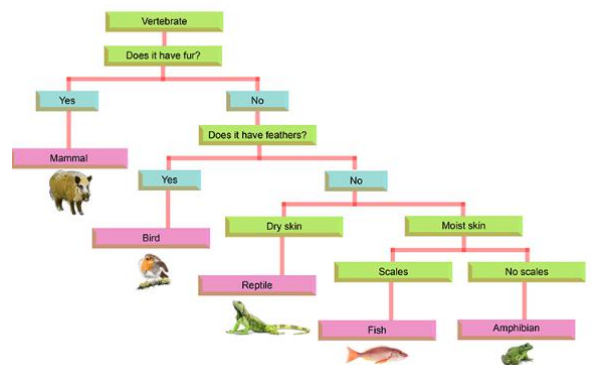 Vertebrate
Does it have fur?
Yes
No
Does it have feathers?
Mammal
Yes
No
Dry skin
Moist skin
Bird
Scales
No scales
Reptile
Fish
Amphibian